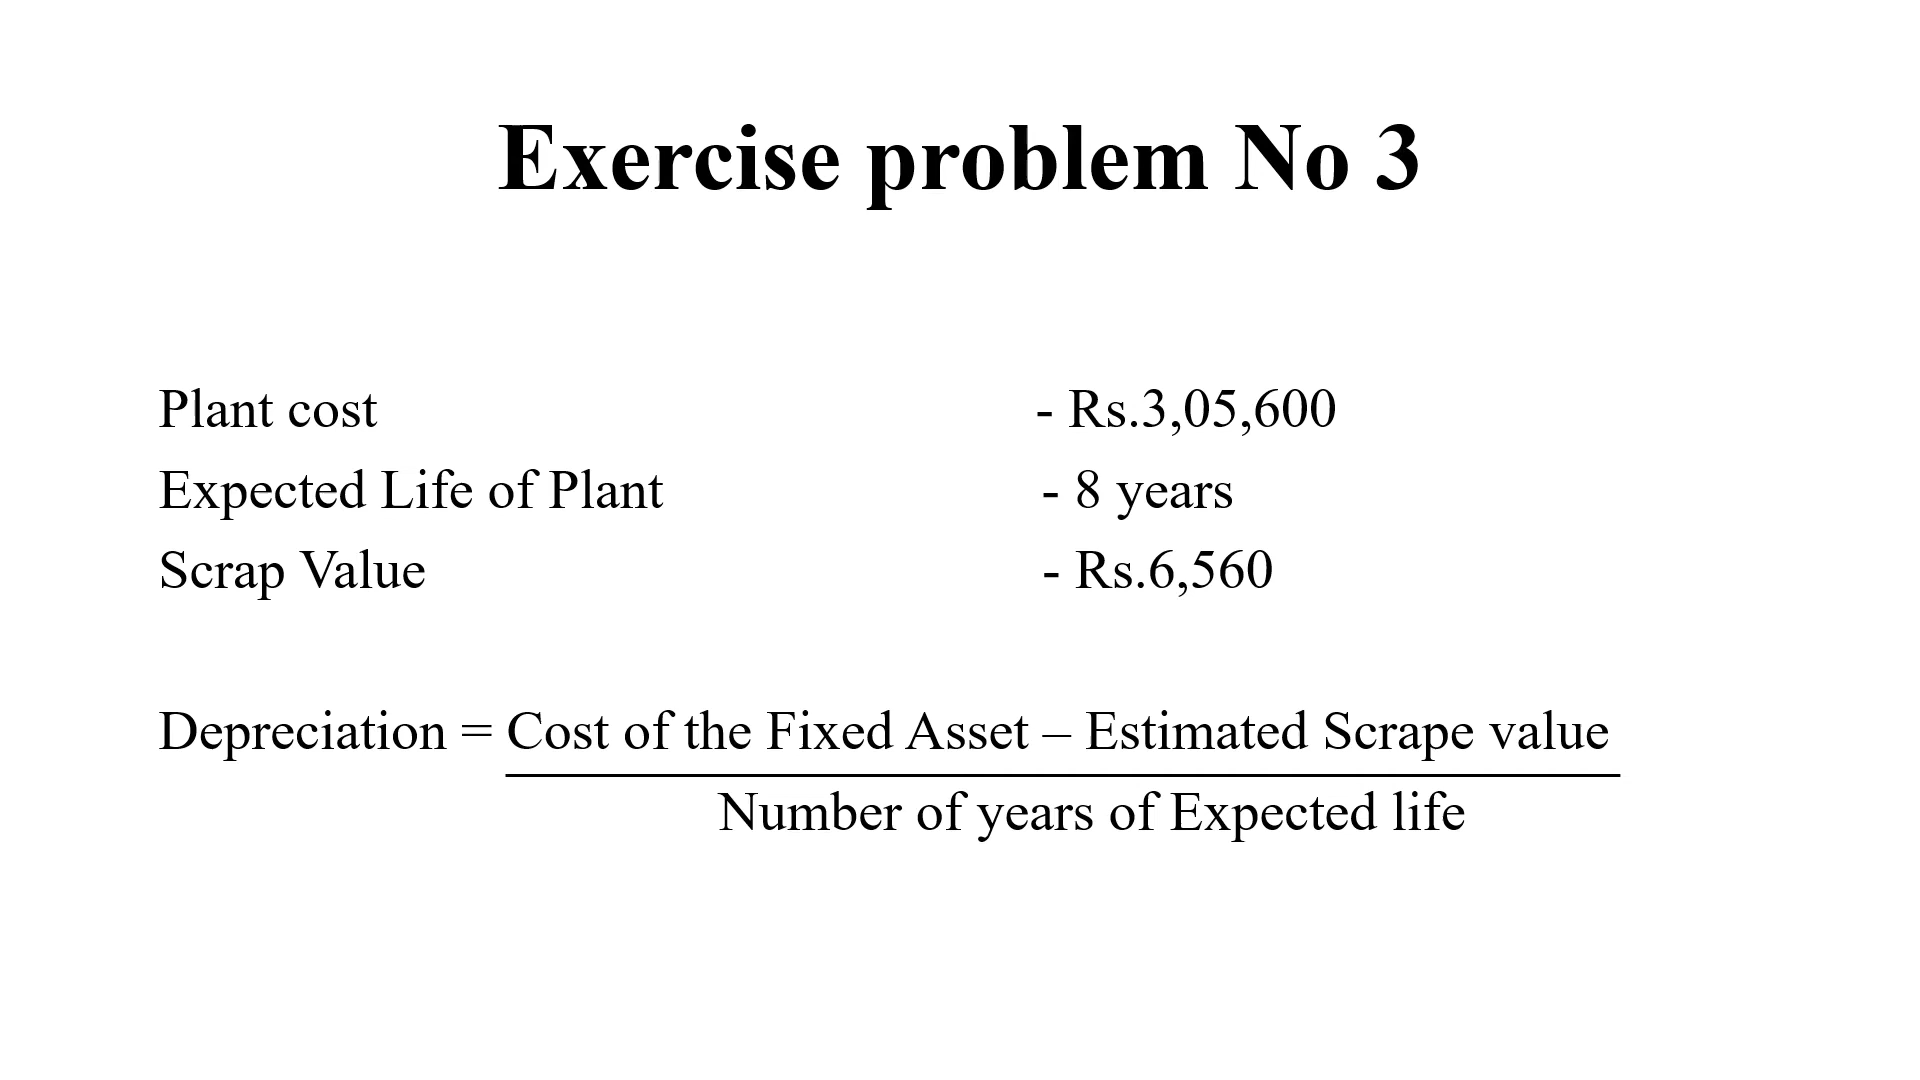 Exercise problem No 3
Plant cost - Rs.3,05,600
Expected Life of Plant - 8 years
Scrap Value - Rs.6,560
Depreciation = Cost of the Fixed Asset – Estimated Scrape value
Number of years of Expected life